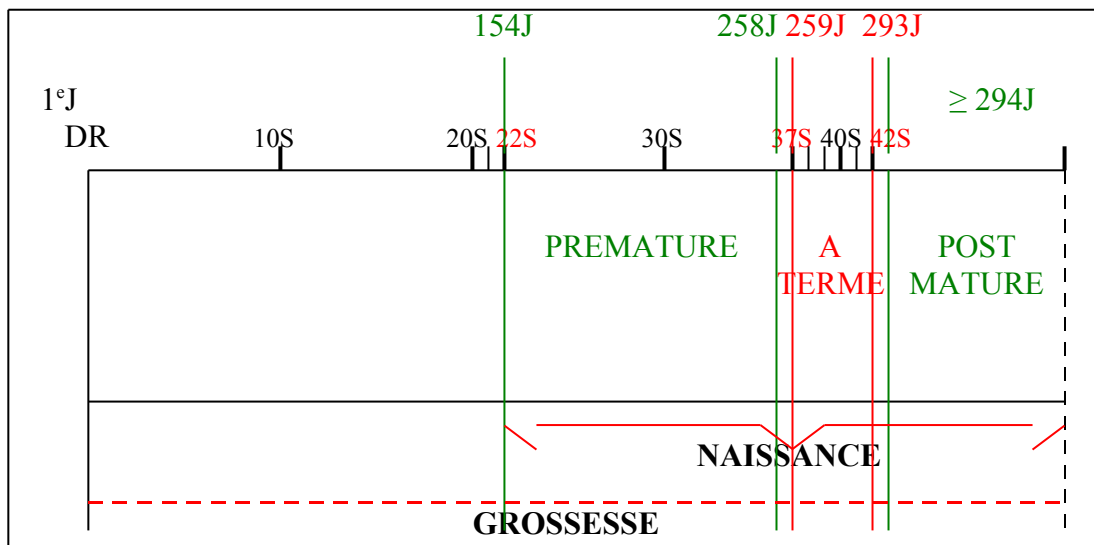 154J 258J 259J 293J
1ᵉJ ≥ 294J
DR 10S 20S 22S 30S 37S 40S 42S
PREMATURE A POST
TERME MATURE
NAISSANCE
GROSSESSE